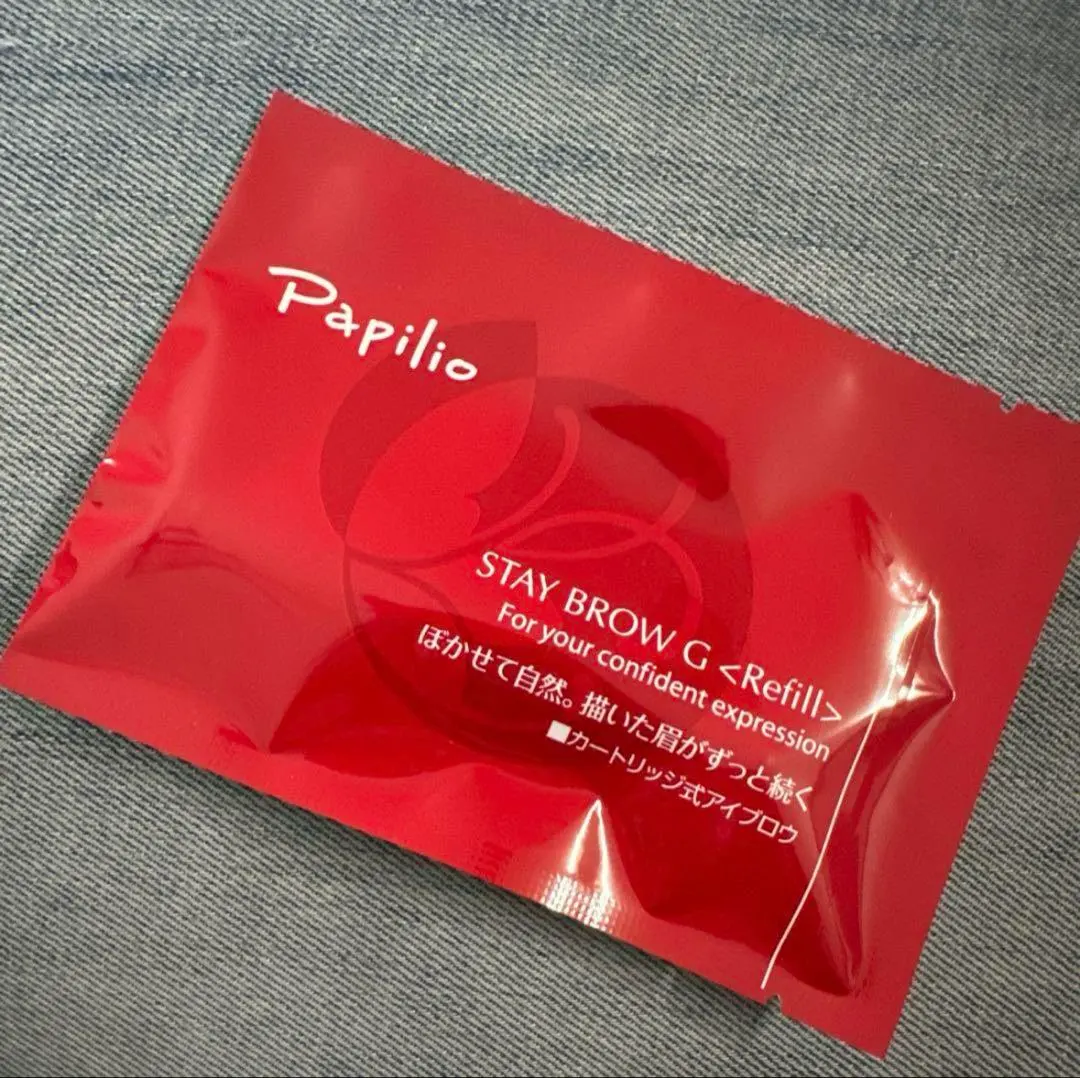 Papilio
STAY BROW G <Refill>
For your confident expression
ぼかせて自然。描いた眉がずっと続く
■カートリッジ式アイブロウ